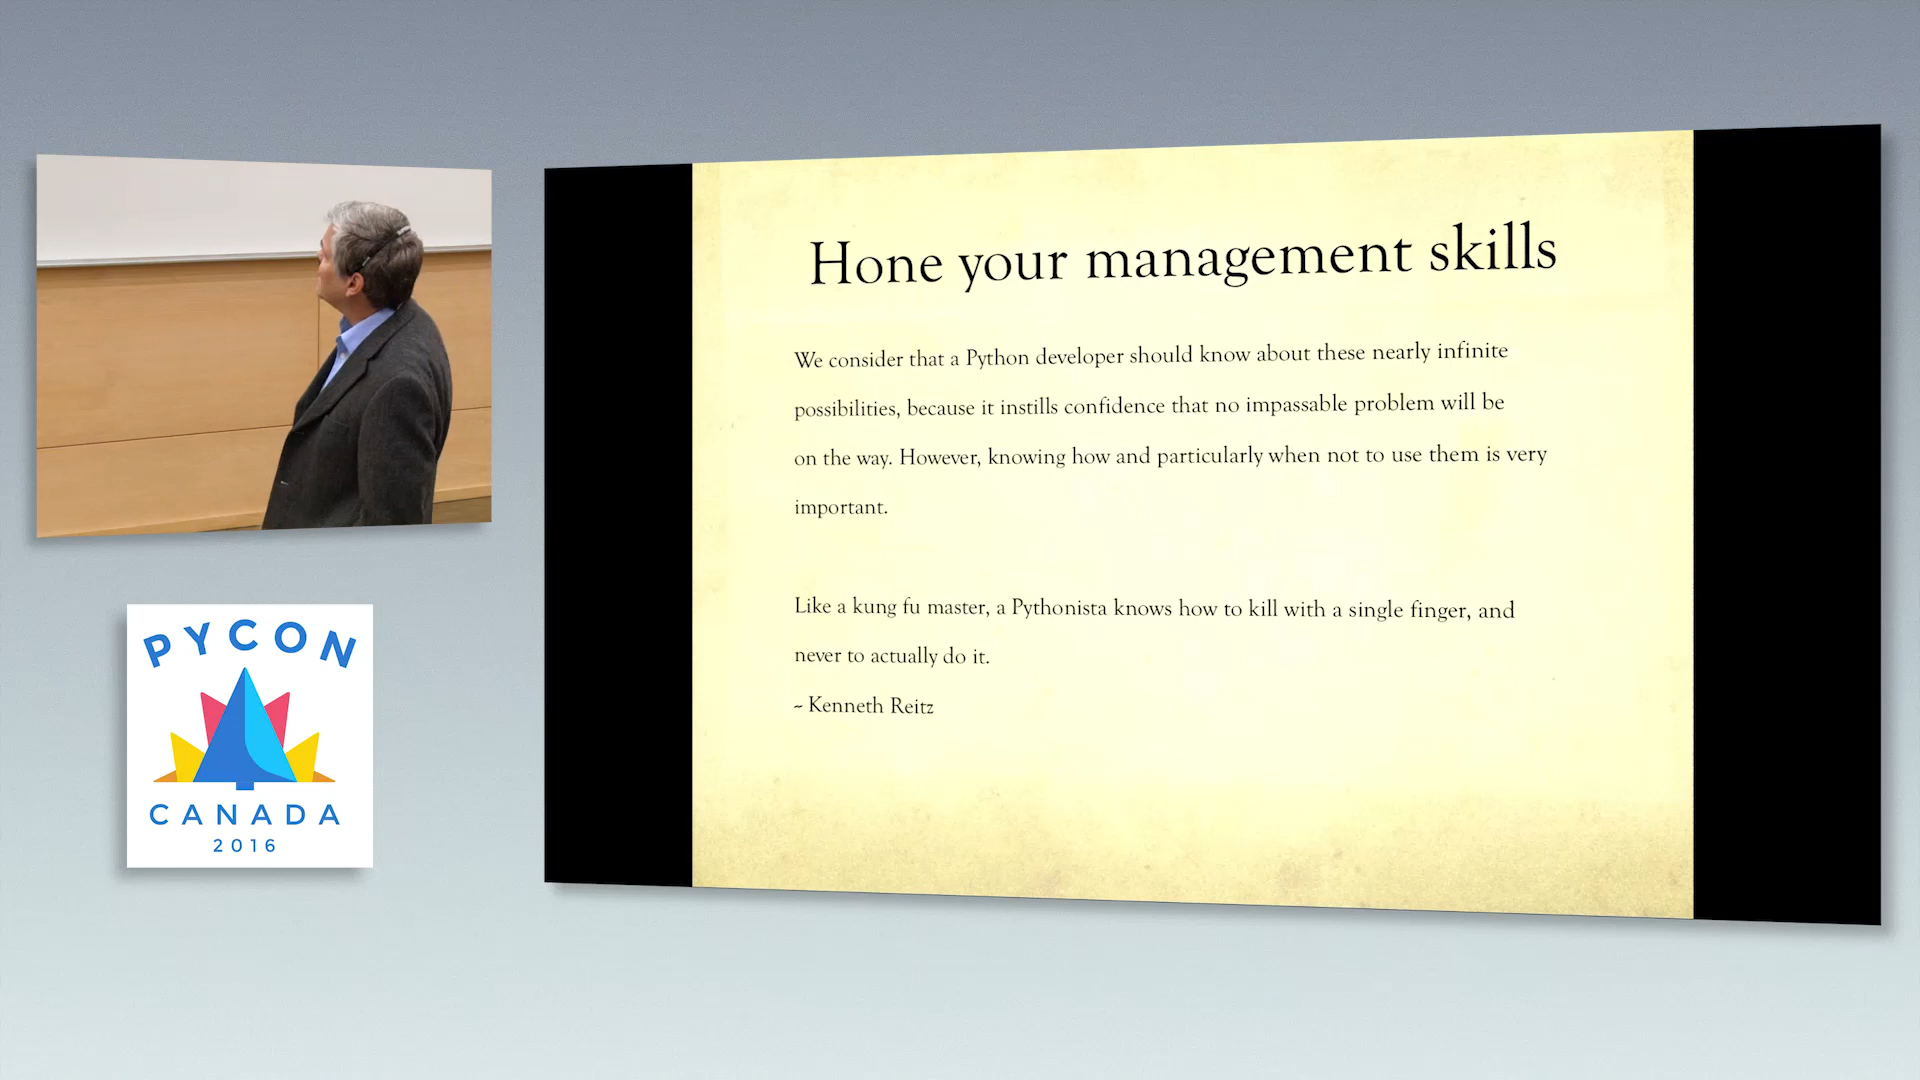 PYCON
CANADA
2016
Hone your management skills
We consider that a Python developer should know about these nearly infinite
possibilities, because it instills confidence that no impassable problem will be
on the way. However, knowing how and particularly when not to use them is very
important.
Like a kung fu master, a Pythonista knows how to kill with a single finger, and
never to actually do it.
~ Kenneth Reitz